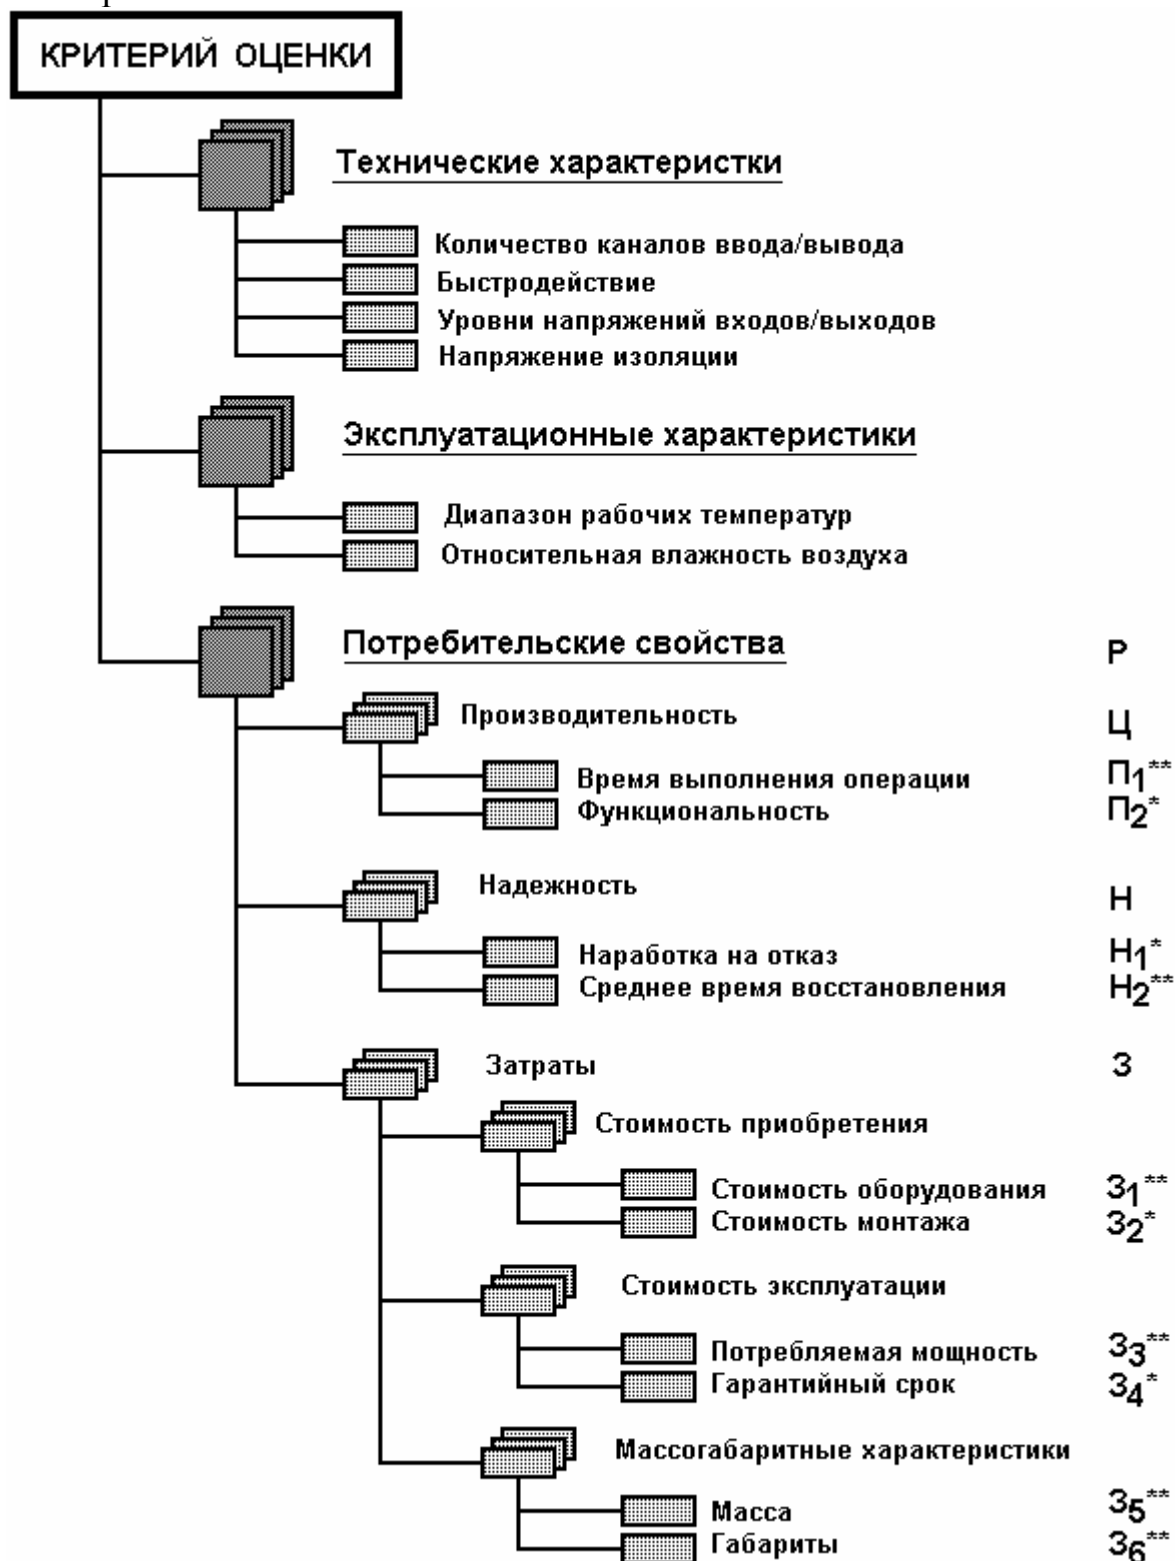 КРИТЕРИЙ ОЦЕНКИ
Технические характеристки
Количество каналов ввода/вывода
Быстродействие
Уровни напряжений входов/выходов
Напряжение изоляции
Эксплуатационные характеристики
Диапазон рабочих температур
Относительная влажность воздуха
Потребительские свойства Р
Производительность Ц
Время выполнения операции П1**
Функциональность П2*
Надежность Н
Наработка на отказ Н1*
Среднее время восстановления Н2**
Затраты З
Стоимость приобретения
Стоимость оборудования З1**
Стоимость монтажа З2*
Стоимость эксплуатации
Потребляемая мощность З3**
Гарантийный срок З4*
Массогабаритные характеристики
Масса З5**
Габариты З6**